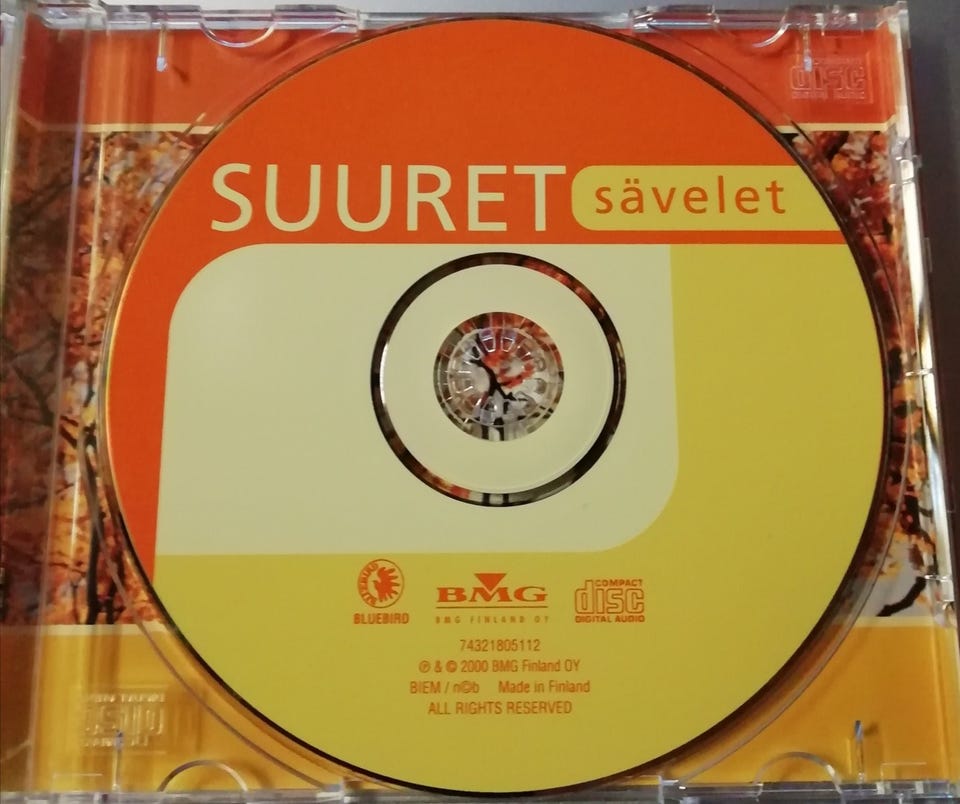 SUURET sävelet
BLUEBIRD
BMG
BMG FINLAND OY
COMPACT
disc
DIGITAL AUDIO
74321805112
℗ & © 2000 BMG Finland OY
BIEM / n©b Made in Finland
ALL RIGHTS RESERVED
disc